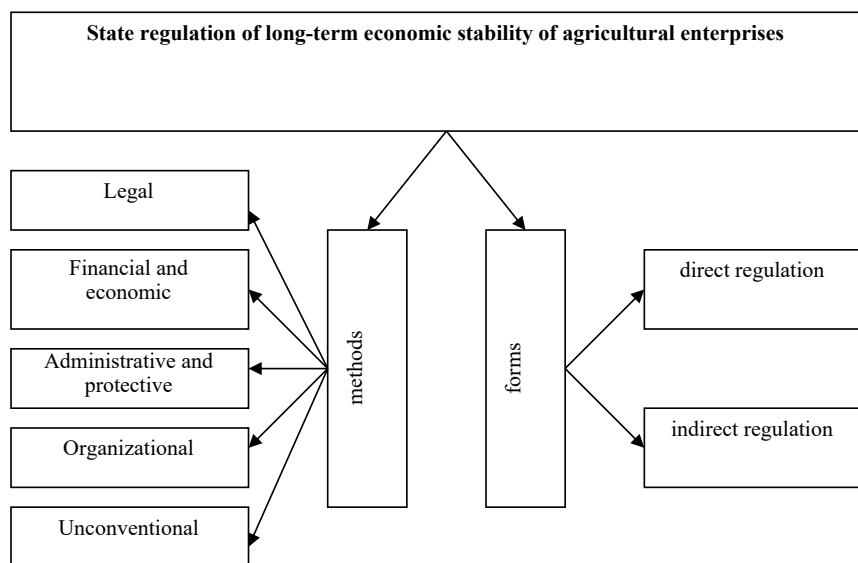 State regulation of long-term economic stability of agricultural enterprises
Legal
Financial and
economic
Administrative and
protective
Organizational
Unconventional
methods
forms
direct regulation
indirect regulation